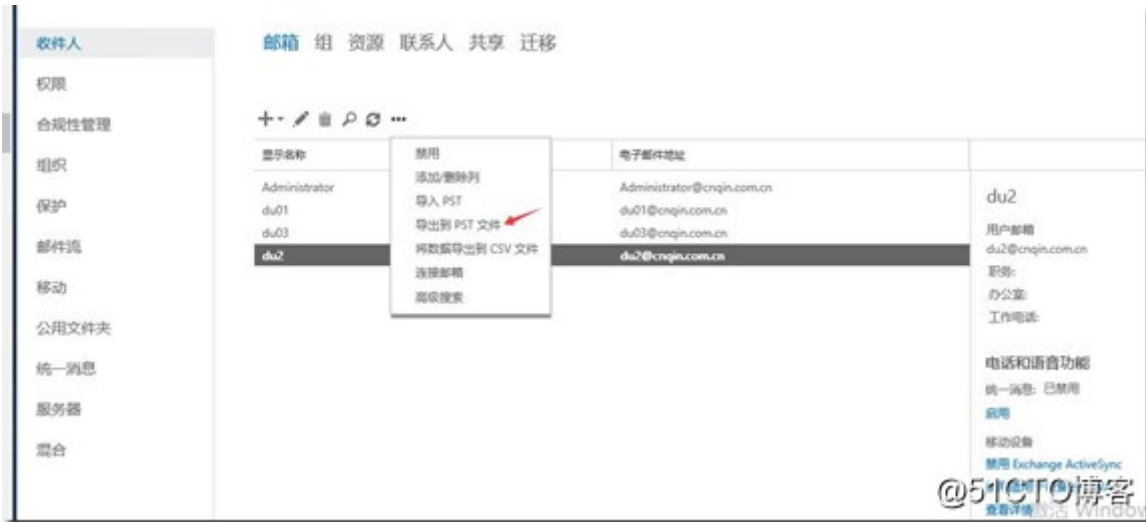 收件人
权限
合规性管理
组织
保护
邮件流
移动
公用文件夹
统一消息
服务器
混合
邮箱 组 资源 联系人 共享 迁移
显示名称 电子邮件地址
Administrator Administrator@cnqin.com.cn
du01 du01@cnqin.com.cn
du03 du03@cnqin.com.cn
du2 du2@cnqin.com.cn
禁用
添加/删除列
导入 PST
导出到 PST 文件
将数据导出到 CSV 文件
连接邮箱
高级搜索
du2
用户邮箱
du2@cnqin.com.cn
职务:
办公室:
工作电话:
电话和语音功能
统一消息: 已禁用
启用
移动设备
禁用 Exchange ActiveSync
查看详情
@51CTO博客
激活 Window